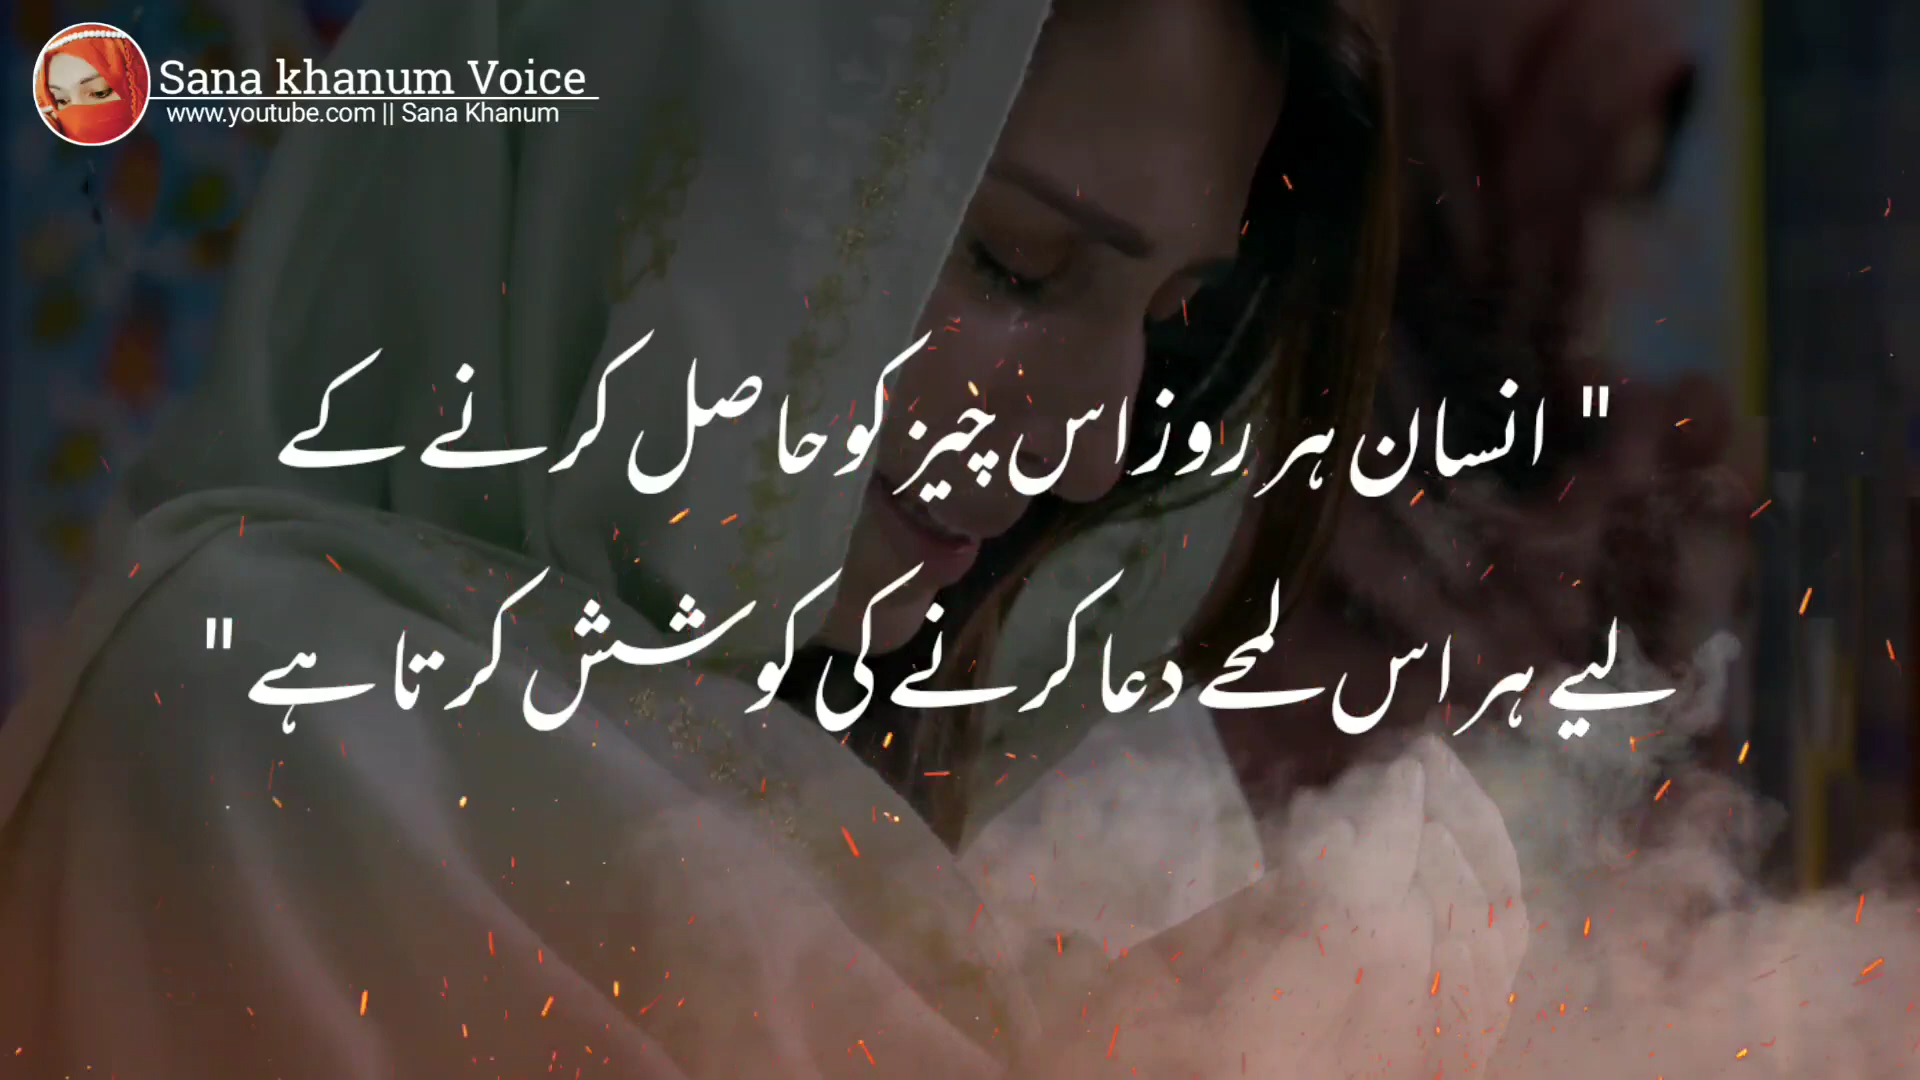 Sana khanum Voice
www.youtube.com || Sana Khanum
" انسان ہر روز اس چیز کو حاصل کرنے کے
لیے ہر اس لمحے دعا کرنے کی کوشش کرتا ہے "